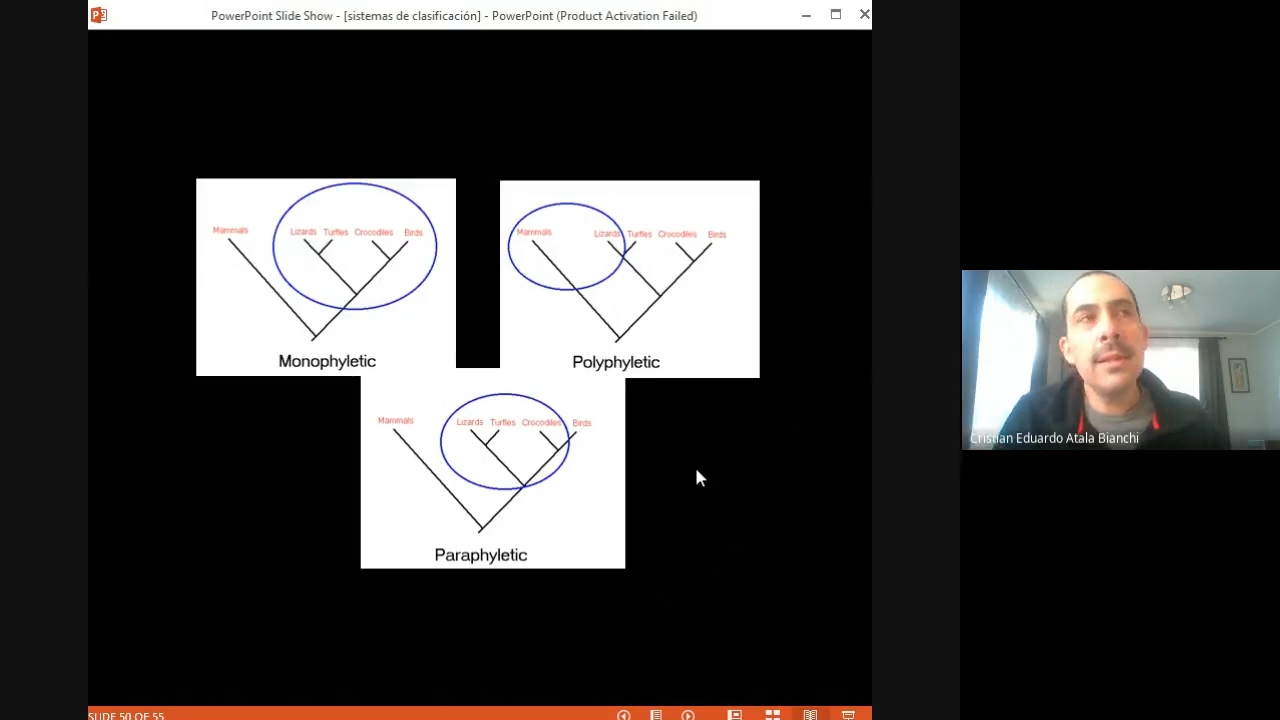 PowerPoint Slide Show - [sistemas de clasificación] - PowerPoint (Product Activation Failed)
Mammals
Lizards Turtles Crocodiles Birds
Monophyletic
Mammals
Lizards Turtles Crocodiles Birds
Polyphyletic
Mammals
Lizards Turtles Crocodiles Birds
Paraphyletic
Cristian Eduardo Atala Bianchi
SLIDE 50 OF 55